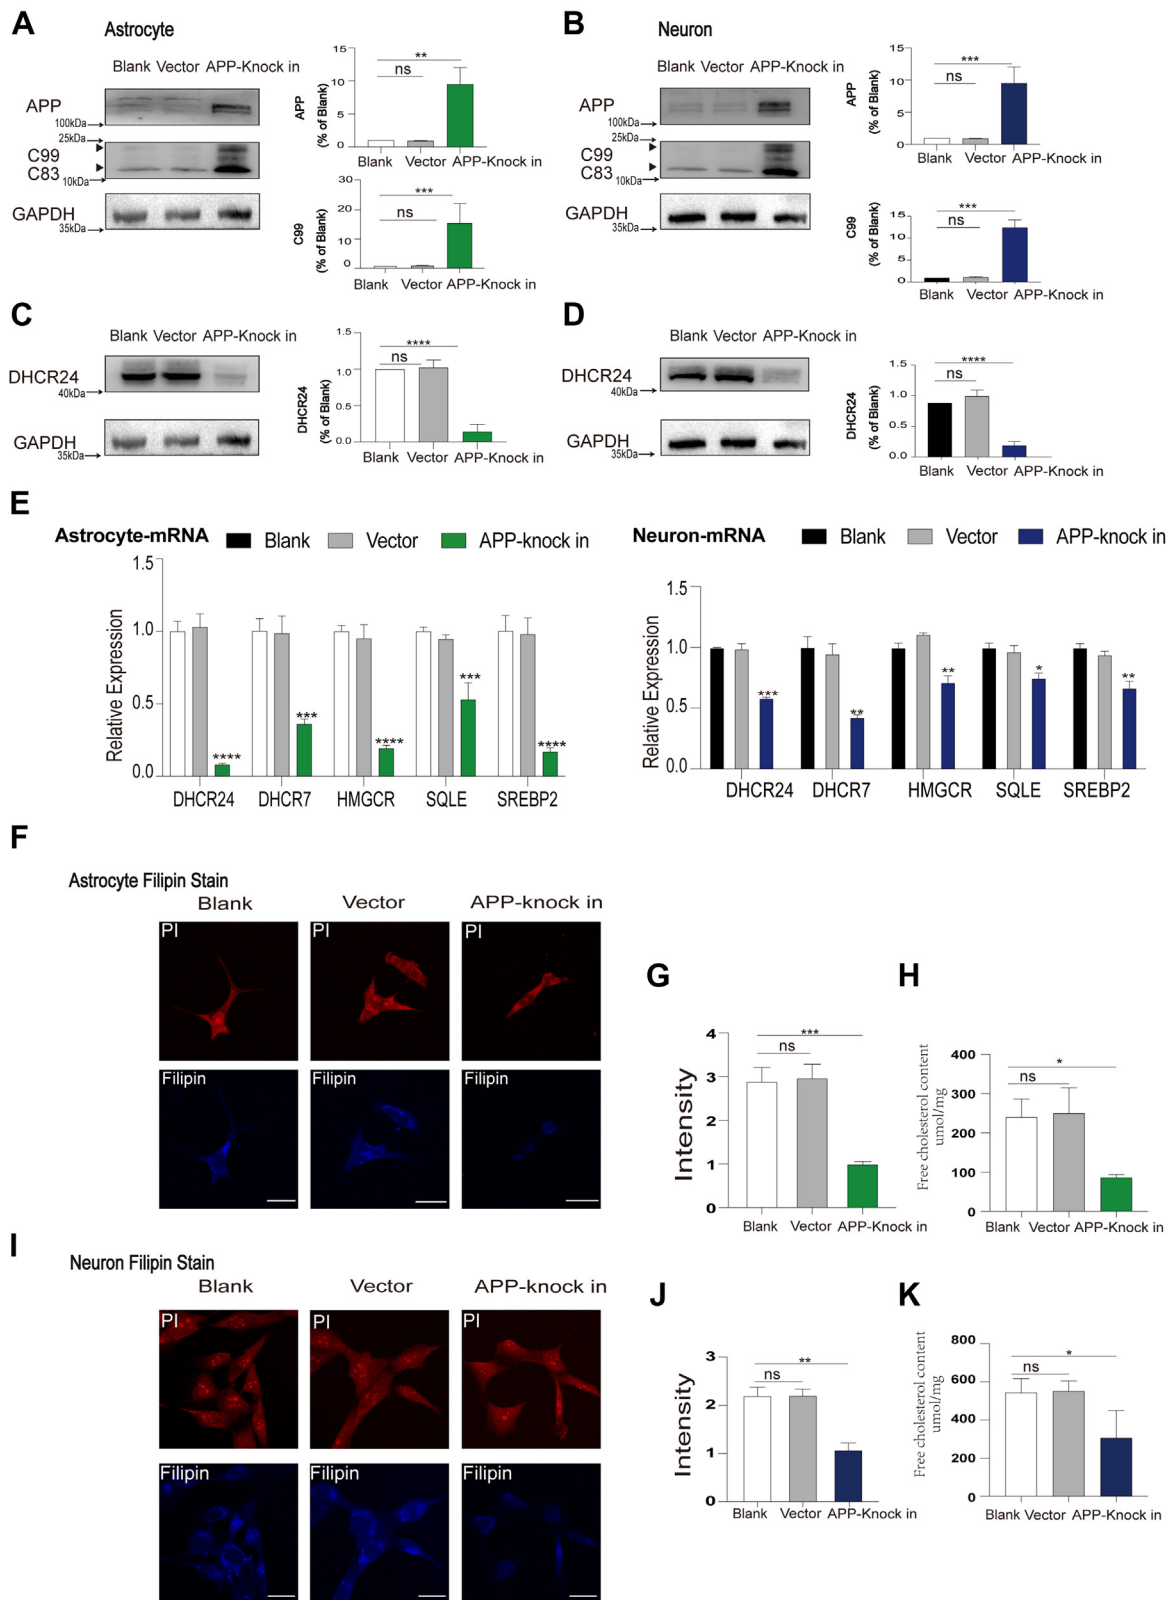 A
Astrocyte
Blank Vector APP-Knock in
APP
100kDa
25kDa
C99
C83
10kDa
GAPDH
35kDa
15
10
5
0
APP
(% of Blank)
**
ns
Blank Vector APP-Knock in
30
20
10
0
C99
(% of Blank)
***
ns
Blank Vector APP-Knock in
B
Neuron
Blank Vector APP-Knock in
APP
100kDa
25kDa
C99
C83
10kDa
GAPDH
35kDa
15
10
5
0
APP
(% of Blank)
***
ns
Blank Vector APP-Knock in
15
10
5
0
C99
(% of Blank)
***
ns
Blank Vector APP-Knock in
C
Blank Vector APP-Knock in
DHCR24
40kDa
GAPDH
35kDa
1.5
1.0
0.5
0.0
DHCR24
(% of Blank)
****
ns
Blank Vector APP-Knock in
D
Blank Vector APP-Knock in
DHCR24
40kDa
GAPDH
35kDa
1.5
1.0
0.5
0.0
DHCR24
(% of Blank)
****
ns
Blank Vector APP-Knock in
E
Astrocyte-mRNA Blank Vector APP-knock in
1.5
1.0
0.5
0.0
Relative Expression
**** *** **** *** ****
DHCR24 DHCR7 HMGCR SQLE SREBP2
Neuron-mRNA Blank Vector APP-knock in
1.5
1.0
0.5
0.0
Relative Expression
*** ** ** * **
DHCR24 DHCR7 HMGCR SQLE SREBP2
F
Astrocyte Filipin Stain
Blank Vector APP-knock in
PI PI PI
Filipin Filipin Filipin
G
4
3
2
1
0
Intensity
***
ns
Blank Vector APP-Knock in
H
400
300
200
100
0
Free cholesterol content
umol/mg
*
ns
Blank Vector APP-Knock in
I
Neuron Filipin Stain
Blank Vector APP-knock in
PI PI PI
Filipin Filipin Filipin
J
3
2
1
0
Intensity
**
ns
Blank Vector APP-Knock in
K
800
600
400
200
0
Free cholesterol content
umol/mg
*
ns
Blank Vector APP-Knock in